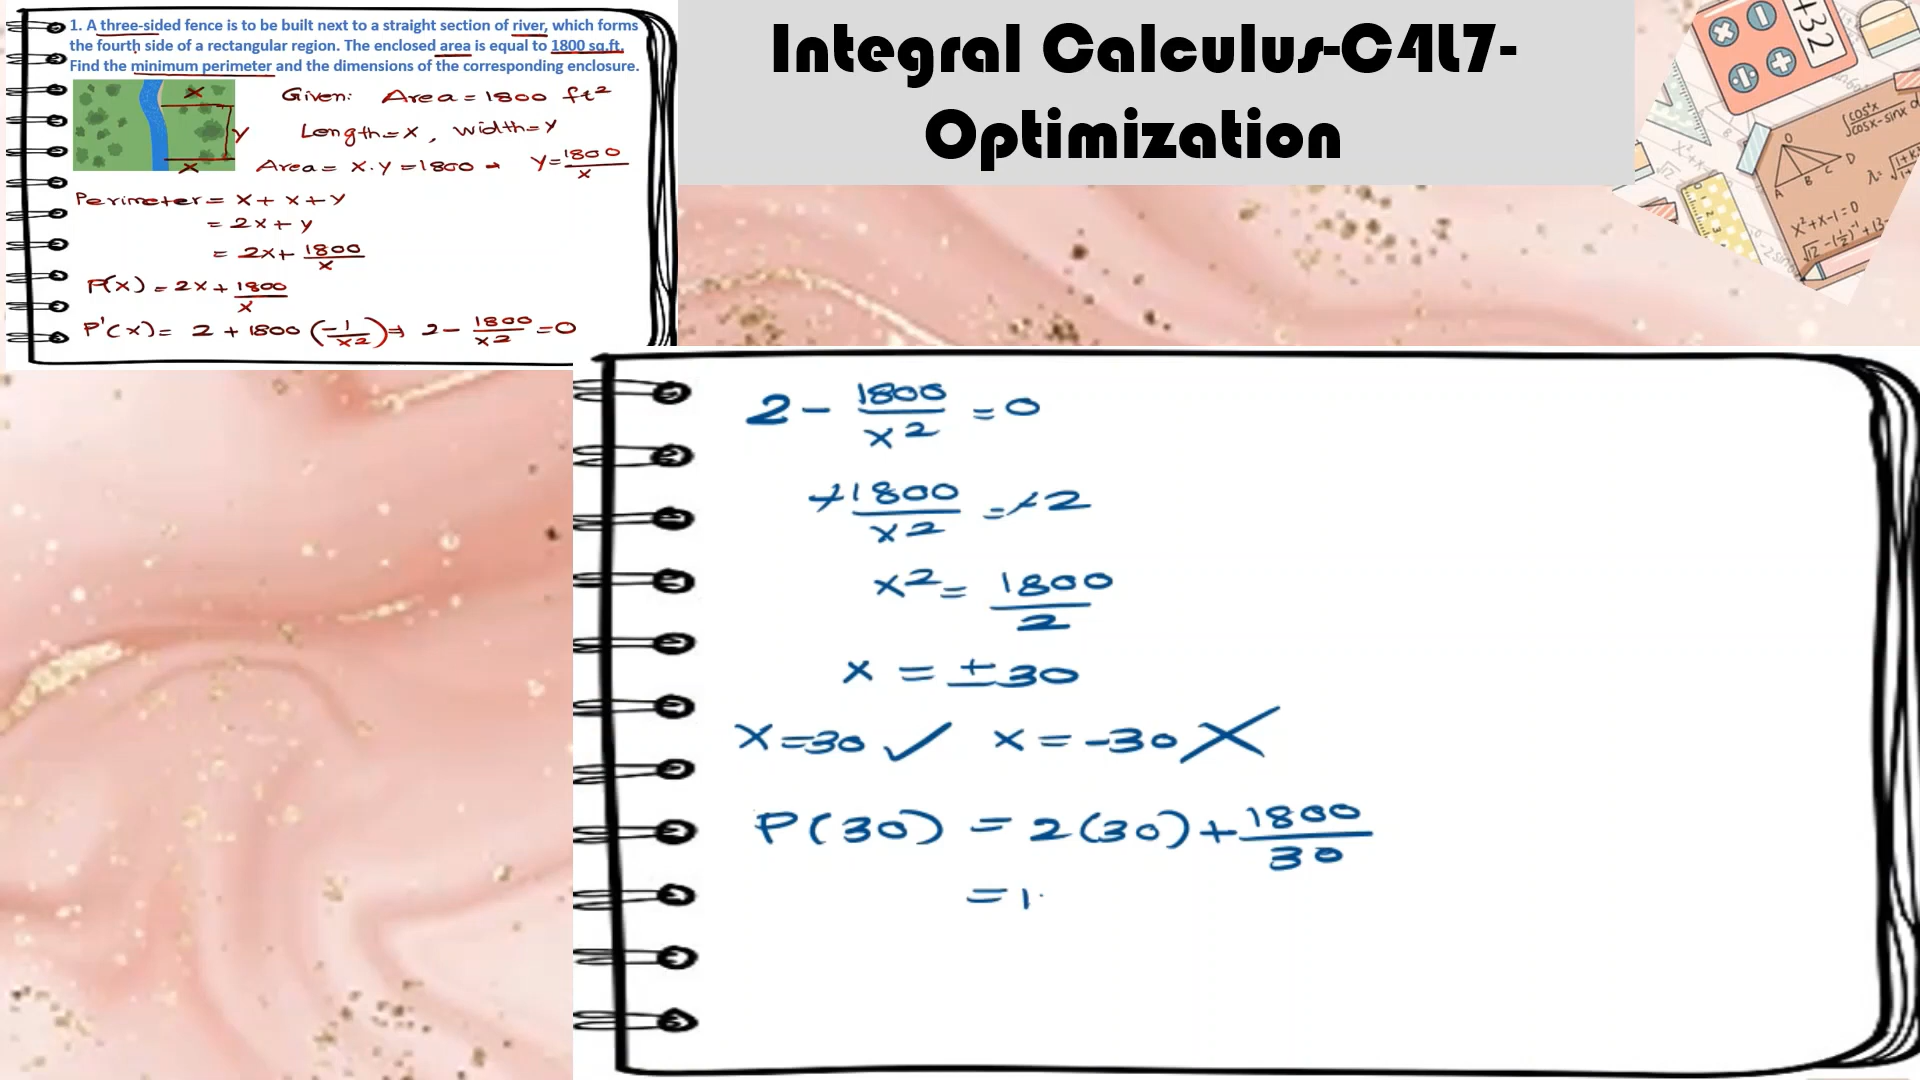 1. A three-sided fence is to be built next to a straight section of river, which forms
the fourth side of a rectangular region. The enclosed area is equal to 1800 sq.ft.
Find the minimum perimeter and the dimensions of the corresponding enclosure.
x
y
x
Given: Area = 1800 ft²
Length = x , width = y
Area = x.y = 1800 → y = 1800/x
Perimeter = x + x + y
= 2x + y
= 2x + 1800/x
P(x) = 2x + 1800/x
P'(x) = 2 + 1800 (-1/x2) ⇒ 2 - 1800/x2 = 0
Integral Calculus-C4L7-
Optimization
+32
2 - 1800/x2 = 0
-1800/x2 = -2
x2 = 1800/2
x = ±30
x = 30 ✓ x = -30 X
P(30) = 2(30) + 1800/30
= 1